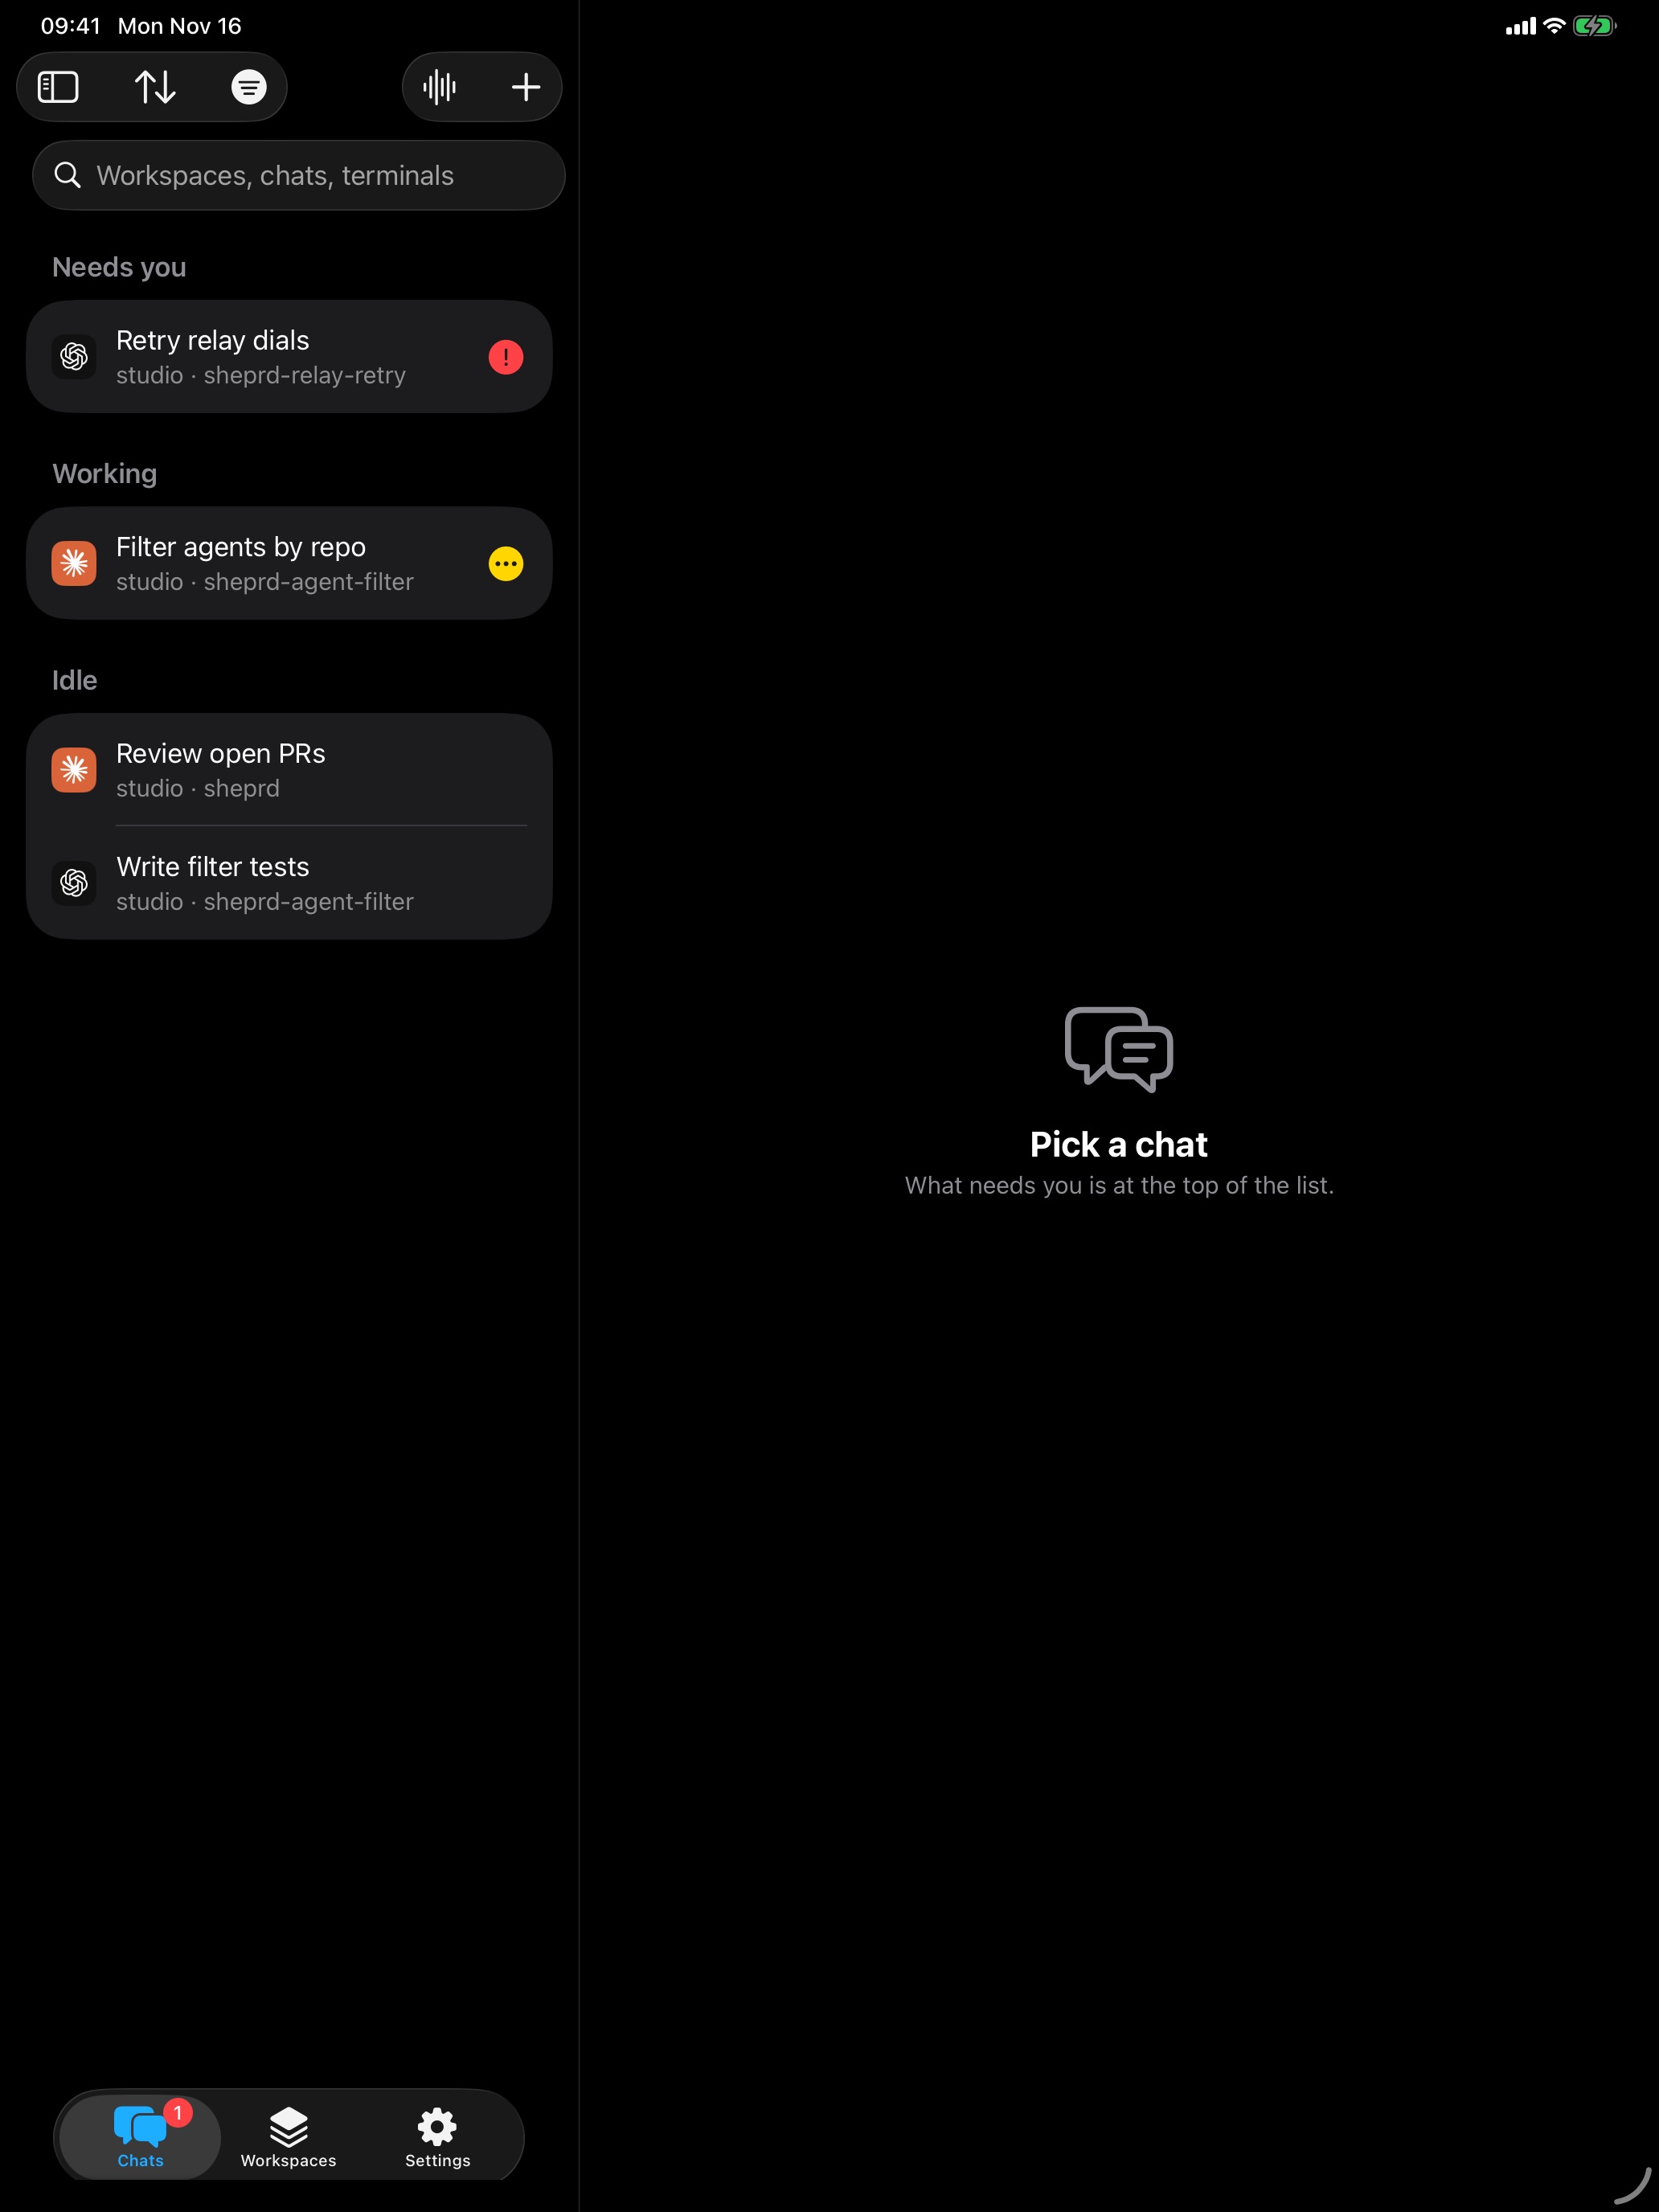 09:41 Mon Nov 16
Workspaces, chats, terminals
Needs you
Retry relay dials
studio · sheprd-relay-retry
Working
Filter agents by repo
studio · sheprd-agent-filter
Idle
Review open PRs
studio · sheprd
Write filter tests
studio · sheprd-agent-filter
Pick a chat
What needs you is at the top of the list.
1
Chats
Workspaces
Settings